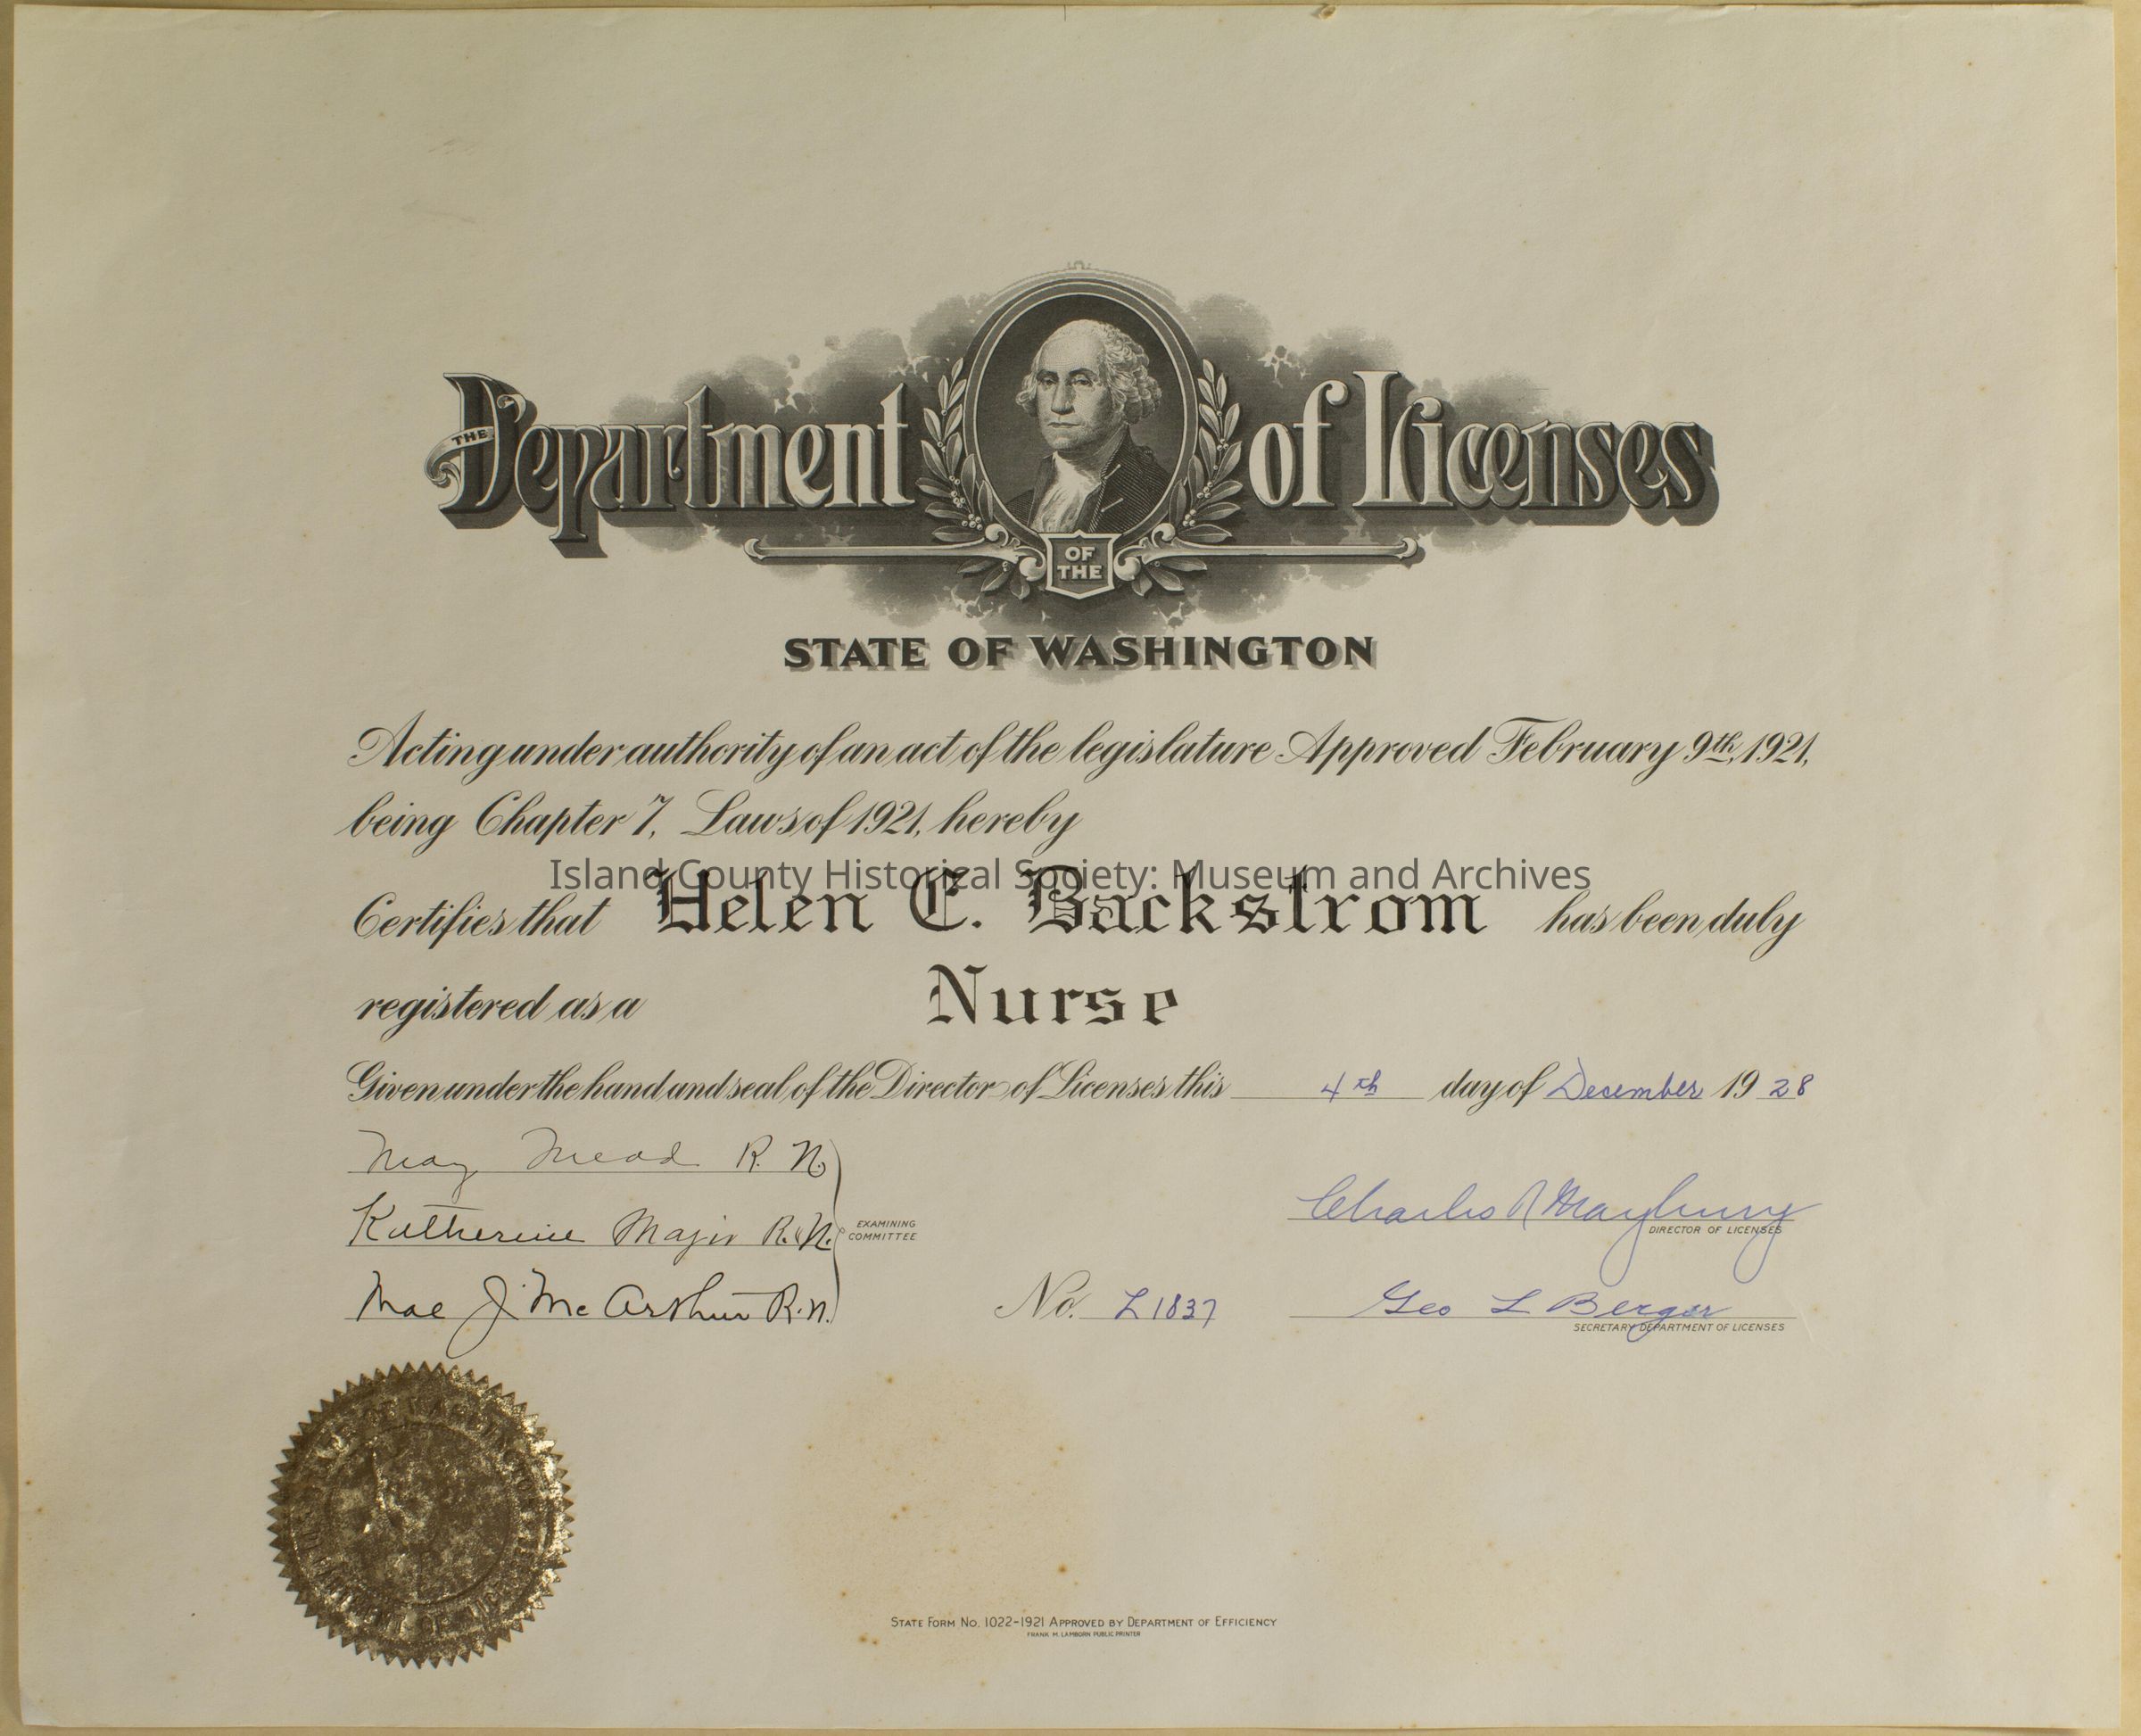 THE Department of Licenses
OF
THE
STATE OF WASHINGTON
Acting under authority of an act of the legislature Approved February 9th, 1921,
being Chapter 7, Laws of 1921, hereby
Island County Historical Society: Museum and Archives
Certifies that Helen E. Backstrom has been duly
registered as a Nurse
Given under the hand and seal of the Director of Licenses this 4th day of December 1928
May Mead R. N.
Katherine Major R. N.
EXAMINING
COMMITTEE
Mae J. McArthur R.N.
Charles R Maybury
DIRECTOR OF LICENSES
No. L1837
Geo L Berger
SECRETARY DEPARTMENT OF LICENSES
STATE FORM NO. 1022-1921 APPROVED BY DEPARTMENT OF EFFICIENCY
FRANK M. LAMBORN PUBLIC PRINTER